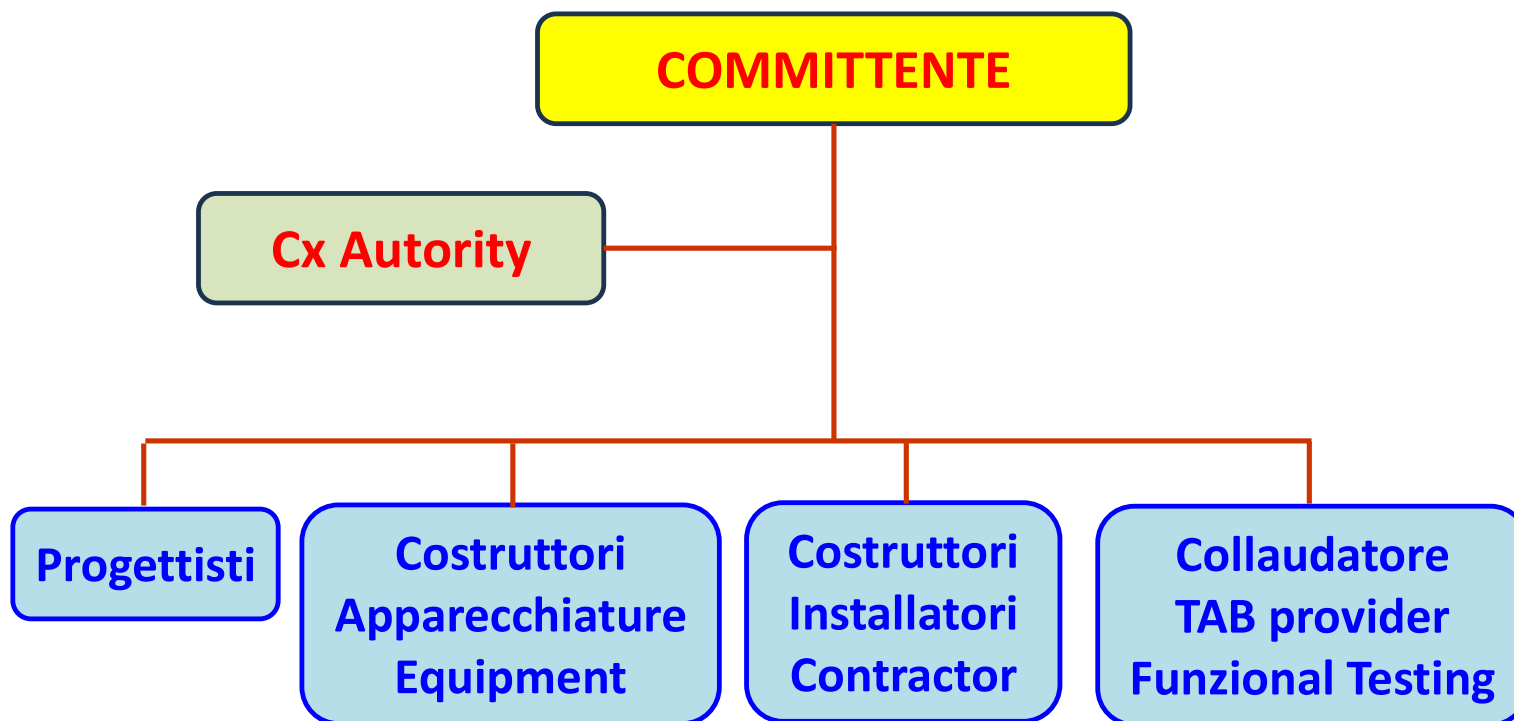 COMMITTENTE
Cx Autority
Progettisti
Costruttori
Apparecchiature
Equipment
Costruttori
Installatori
Contractor
Collaudatore
TAB provider
Funzional Testing